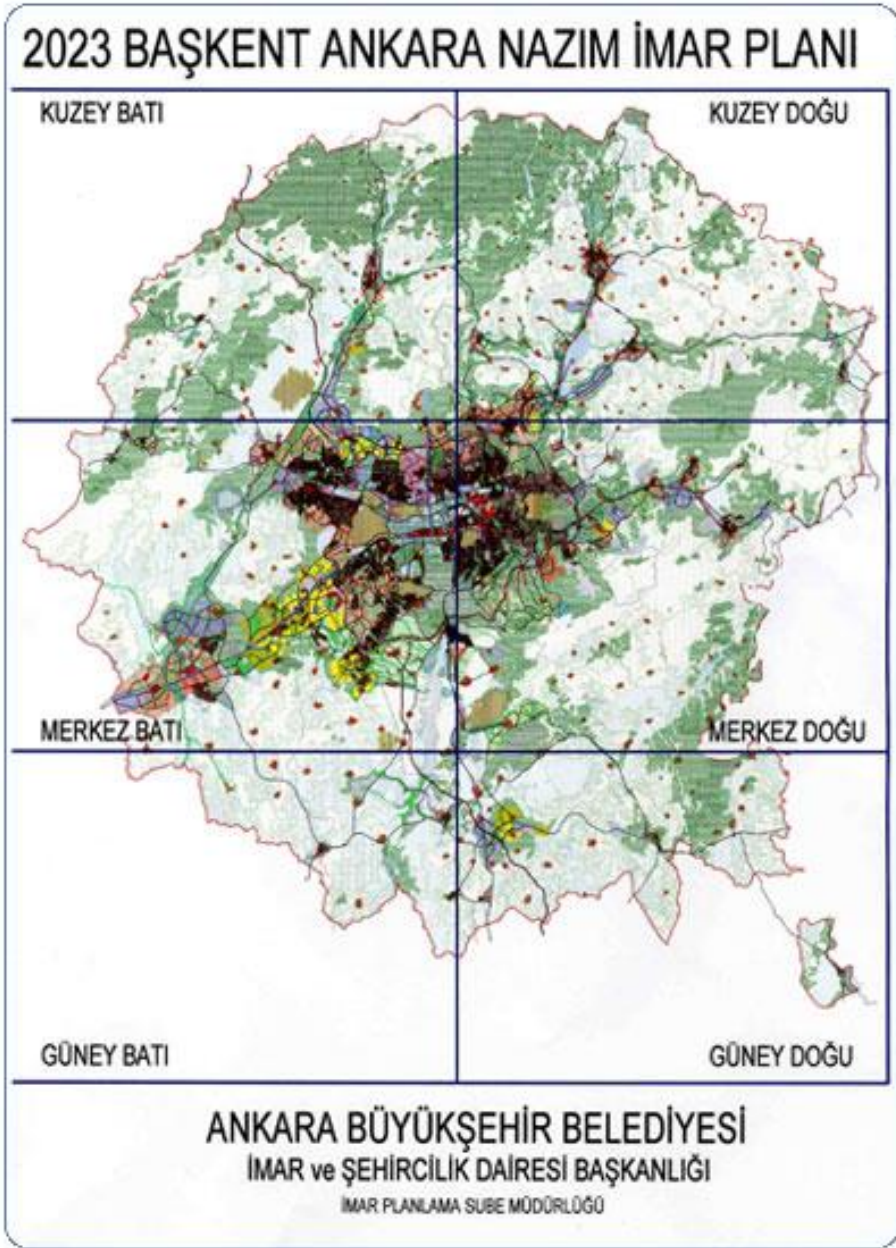 2023 BAŞKENT ANKARA NAZIM İMAR PLANI
KUZEY BATI
KUZEY DOĞU
MERKEZ BATI
MERKEZ DOĞU
GÜNEY BATI
GÜNEY DOĞU
ANKARA BÜYÜKŞEHİR BELEDİYESİ
İMAR ve ŞEHİRCİLİK DAİRESİ BAŞKANLIĞI
İMAR PLANLAMA SUBE MÜDÜRLÜĞÜ